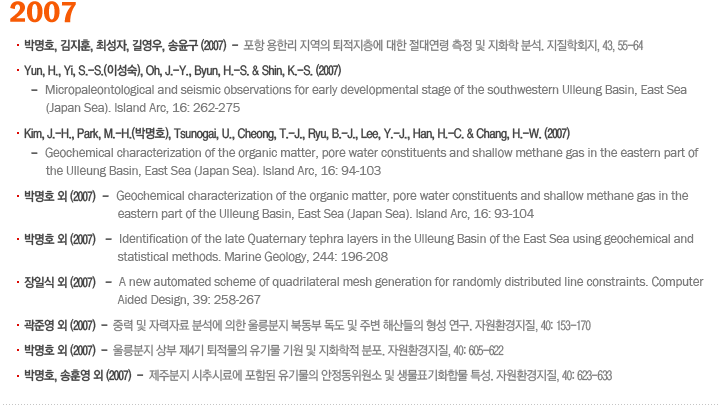 2007
· 박명호, 김지훈, 최성자, 길영우, 송윤구 (2007) – 포항 용한리 지역의 퇴적지층에 대한 절대연령 측정 및 지화학 분석. 지질학회지, 43, 55-64
· Yun, H., Yi, S.-S.(이성숙), Oh, J.-Y., Byun, H.-S. & Shin, K.-S. (2007)
– Micropaleontological and seismic observations for early developmental stage of the southwestern Ulleung Basin, East Sea
(Japan Sea). Island Arc, 16: 262-275
· Kim, J.-H., Park, M.-H.(박명호), Tsunogai, U., Cheong, T.-J., Ryu, B.-J., Lee, Y.-J., Han, H.-C. & Chang, H.-W. (2007)
– Geochemical characterization of the organic matter, pore water constituents and shallow methane gas in the eastern part of
the Ulleung Basin, East Sea (Japan Sea). Island Arc, 16: 94-103
· 박명호 외 (2007) – Geochemical characterization of the organic matter, pore water constituents and shallow methane gas in the
eastern part of the Ulleung Basin, East Sea (Japan Sea). Island Arc, 16: 93-104
· 박명호 외 (2007) – Identification of the late Quaternary tephra layers in the Ulleung Basin of the East Sea using geochemical and
statistical methods. Marine Geology, 244: 196-208
· 장일식 외 (2007) – A new automated scheme of quadrilateral mesh generation for randomly distributed line constraints. Computer
Aided Design, 39: 258-267
· 곽준영 외 (2007) – 중력 및 자력자료 분석에 의한 울릉분지 북동부 독도 및 주변 해산들의 형성 연구. 자원환경지질, 40: 153-170
· 박명호 외 (2007) – 울릉분지 상부 제4기 퇴적물의 유기물 기원 및 지화학적 분포. 자원환경지질, 40: 605-622
· 박명호, 송훈영 외 (2007) – 제주분지 시추시료에 포함된 유기물의 안정동위원소 및 생물표기화합물 특성. 자원환경지질, 40: 623-633